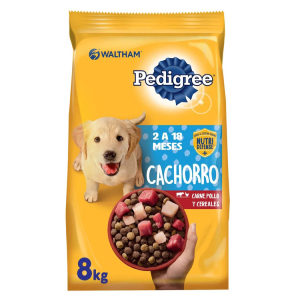 WALTHAM
Pedigree
2 A 18
MESES
NUTRI
DEFENSE
CACHORRO
CARNE, POLLO
Y CEREALES
8kg